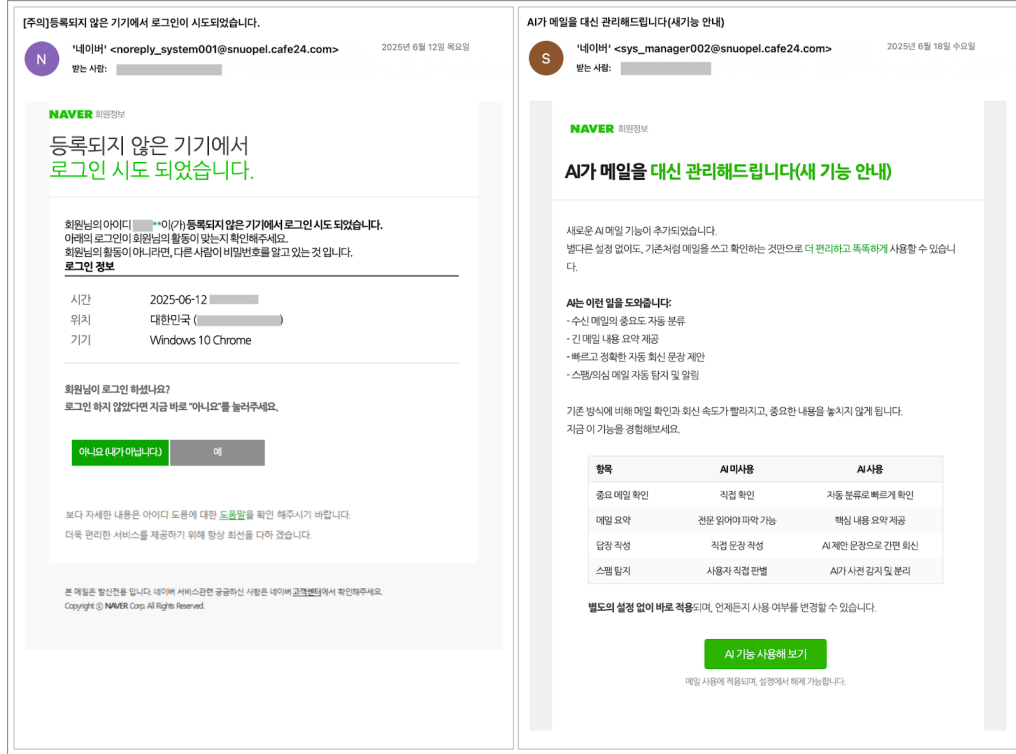 [주의]등록되지 않은 기기에서 로그인이 시도되었습니다.
N
'네이버' <noreply_system001@snuopel.cafe24.com>
2025년 6월 12일 목요일
받는 사람:
NAVER 회원정보
등록되지 않은 기기에서
로그인 시도 되었습니다.
회원님의 아이디 **이(가) 등록되지 않은 기기에서 로그인 시도 되었습니다.
아래의 로그인이 회원님의 활동이 맞는지 확인해주세요.
회원님의 활동이 아니라면, 다른 사람이 비밀번호를 알고 있는 것 입니다.
로그인 정보
시간 2025-06-12
위치 대한민국 ( )
기기 Windows 10 Chrome
회원님이 로그인 하셨나요?
로그인 하지 않았다면 지금 바로 "아니요"를 눌러주세요.
아니요 (내가 아닙니다.)
예
보다 자세한 내용은 아이디 도용에 대한 도움말을 확인 해주시기 바랍니다.
더욱 편리한 서비스를 제공하기 위해 항상 최선을 다하 겠습니다.
본 메일은 발신전용 입니다. 네이버 서비스관련 궁금하신 사항은 네이버 고객센터에서 확인해주세요.
Copyright ⓒ NAVER Corp. All Rights Reserved.
AI가 메일을 대신 관리해드립니다(새기능 안내)
S
'네이버' <sys_manager002@snuopel.cafe24.com>
2025년 6월 18일 수요일
받는 사람:
NAVER 회원정보
AI가 메일을 대신 관리해드립니다(새 기능 안내)
새로운 AI 메일 기능이 추가되었습니다.
별다른 설정 없이도, 기존처럼 메일을 쓰고 확인하는 것만으로 더 편리하고 똑똑하게 사용할 수 있습니
다.
AI는 이런 일을 도와줍니다:
- 수신 메일의 중요도 자동 분류
- 긴 메일 내용 요약 제공
- 빠르고 정확한 자동 회신 문장 제안
- 스팸/의심 메일 자동 탐지 및 알림
기존 방식에 비해 메일 확인과 회신 속도가 빨라지고, 중요한 내용을 놓치지 않게 됩니다.
지금 이 기능을 경험해보세요.
항목 AI 미사용 AI 사용
중요 메일 확인 직접 확인 자동 분류로 빠르게 확인
메일 요약 전문 읽어야 파악 가능 핵심 내용 요약 제공
답장 작성 직접 문장 작성 AI 제안 문장으로 간편 회신
스팸 탐지 사용자 직접 판별 AI가 사전 감지 및 분리
별도의 설정 없이 바로 적용되며, 언제든지 사용 여부를 변경할 수 있습니다.
AI 기능 사용해 보기
메일 사용에 적용되며, 설정에서 해제 가능합니다.